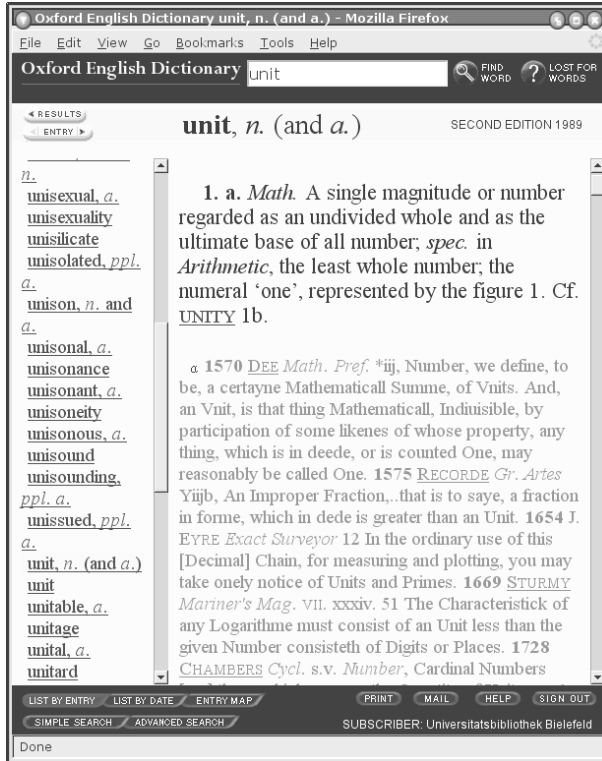 Oxford English Dictionary unit, n. (and a.) - Mozilla Firefox
File Edit View Go Bookmarks Tools Help
Oxford English Dictionary unit FIND WORD ? LOST FOR WORDS
RESULTS
ENTRY
unit, n. (and a.)
SECOND EDITION 1989
n.
unisexual, a.
unisexuality
unisilicate
unisolated, ppl.
a.
unison, n. and
a.
unisonal, a.
unisonance
unisonant, a.
unisoneity
unisonous, a.
unisound
unisounding,
ppl. a.
unissued, ppl.
a.
unit, n. (and a.)
unit
unitable, a.
unitage
unital, a.
unitard
1. a. Math. A single magnitude or number
regarded as an undivided whole and as the
ultimate base of all number; spec. in
Arithmetic, the least whole number; the
numeral ‘one’, represented by the figure 1. Cf.
UNITY 1b.
α 1570 DEE Math. Pref. *iij, Number, we define, to
be, a certayne Mathematicall Summe, of Vnits. And,
an Vnit, is that thing Mathematicall, Indiuisible, by
participation of some likenes of whose property, any
thing, which is in deede, or is counted One, may
reasonably be called One. 1575 RECORDE Gr. Artes
Yiijb, An Improper Fraction,..that is to saye, a fraction
in forme, which in dede is greater than an Unit. 1654 J.
EYRE Exact Surveyor 12 In the ordinary use of this
[Decimal] Chain, for measuring and plotting, you may
take onely notice of Units and Primes. 1669 STURMY
Mariner's Mag. VII. xxxiv. 51 The Characteristick of
any Logarithme must consist of an Unit less than the
given Number consisteth of Digits or Places. 1728
CHAMBERS Cycl. s.v. Number, Cardinal Numbers
LIST BY ENTRY LIST BY DATE ENTRY MAP PRINT MAIL HELP SIGN OUT
SIMPLE SEARCH ADVANCED SEARCH SUBSCRIBER: Universitatsbibliothek Bielefeld
Done